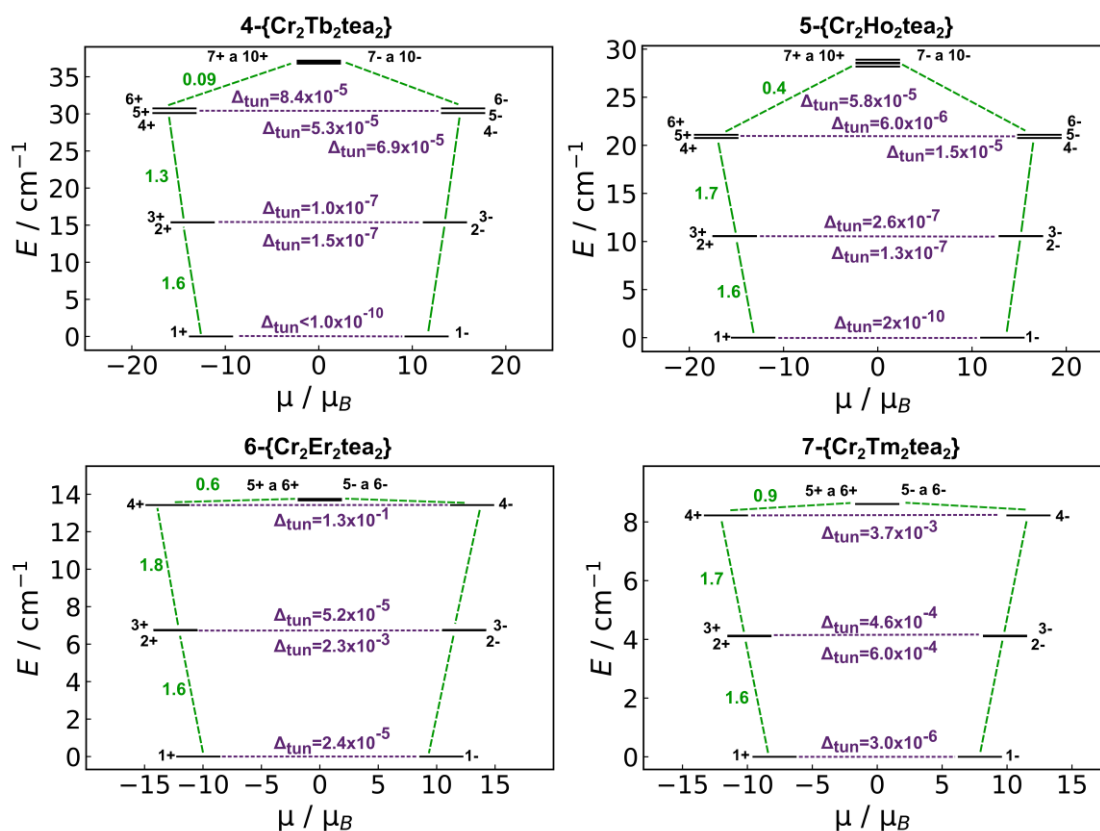 4-{Cr₂Tb₂tea₂}
7+ a 10+
7- a 10-
0.09
6+
5+
4+
Δtun=8.4x10⁻⁵
Δtun=5.3x10⁻⁵
Δtun=6.9x10⁻⁵
6-
5-
4-
1.3
3+
2+
Δtun=1.0x10⁻⁷
Δtun=1.5x10⁻⁷
3-
2-
1.6
1+
Δtun<1.0x10⁻¹⁰
1-
35
30
25
20
15
10
5
0
E / cm⁻¹
−20 −10 0 10 20
μ / μB
5-{Cr₂Ho₂tea₂}
7+ a 10+
7- a 10-
0.4
6+
5+
4+
Δtun=5.8x10⁻⁵
Δtun=6.0x10⁻⁶
Δtun=1.5x10⁻⁵
6-
5-
4-
1.7
3+
2+
Δtun=2.6x10⁻⁷
Δtun=1.3x10⁻⁷
3-
2-
1.6
1+
Δtun=2x10⁻¹⁰
1-
30
25
20
15
10
5
0
E / cm⁻¹
−20 −10 0 10 20
μ / μB
6-{Cr₂Er₂tea₂}
0.6
5+ a 6+
5- a 6-
4+
Δtun=1.3x10⁻¹
4-
1.8
3+
2+
Δtun=5.2x10⁻⁵
Δtun=2.3x10⁻³
3-
2-
1.6
1+
Δtun=2.4x10⁻⁵
1-
14
12
10
8
6
4
2
0
E / cm⁻¹
−15 −10 −5 0 5 10 15
μ / μB
7-{Cr₂Tm₂tea₂}
0.9
5+ a 6+
5- a 6-
4+
Δtun=3.7x10⁻³
4-
1.7
3+
2+
Δtun=4.6x10⁻⁴
Δtun=6.0x10⁻⁴
3-
2-
1.6
1+
Δtun=3.0x10⁻⁶
1-
8
6
4
2
0
E / cm⁻¹
−15 −10 −5 0 5 10 15
μ / μB